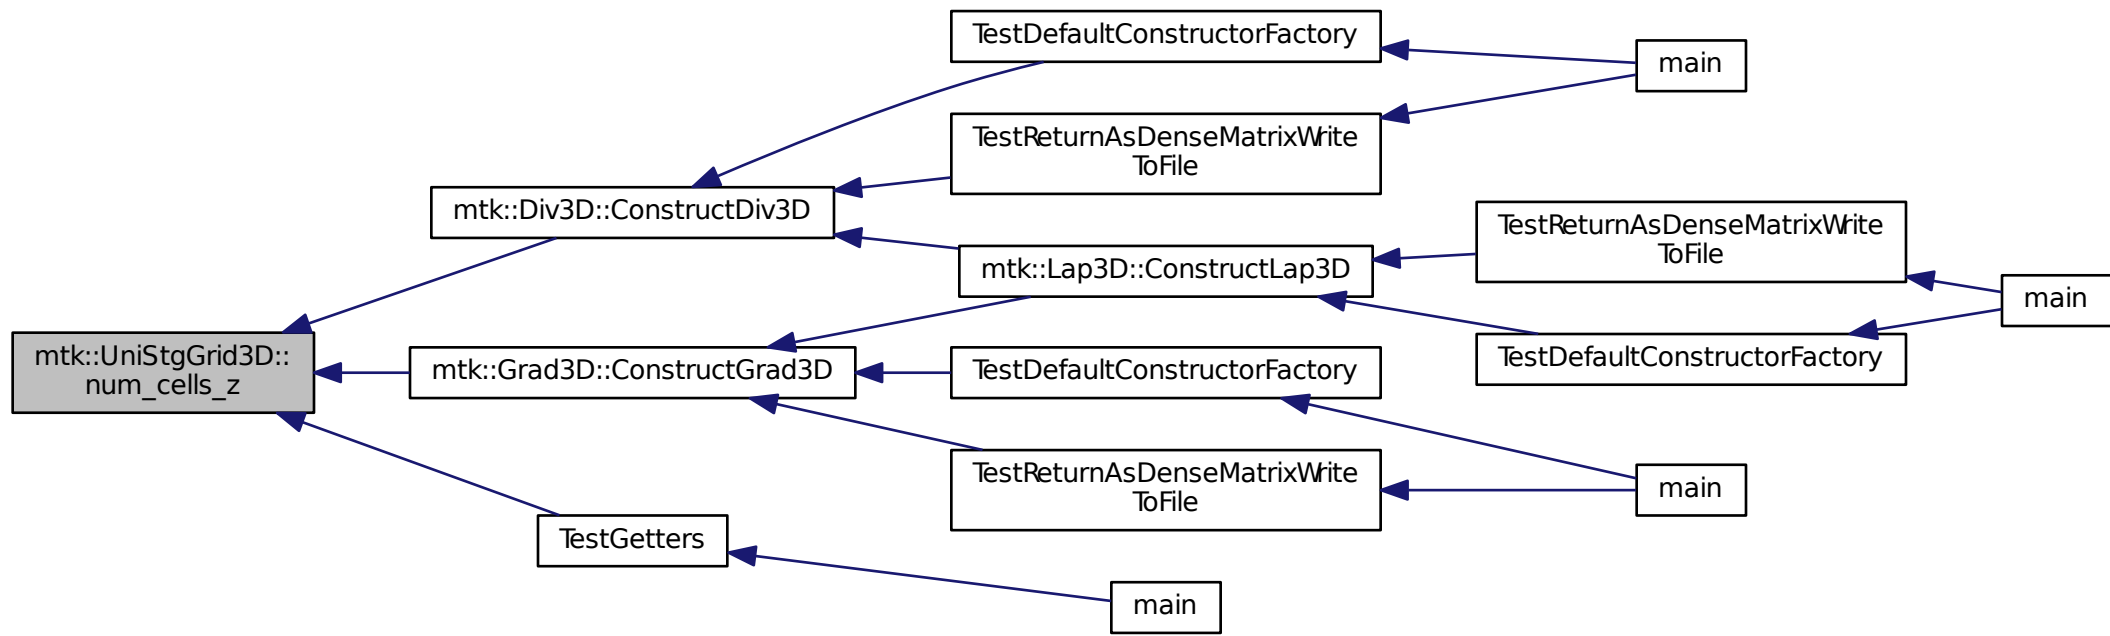 TestDefaultConstructorFactory
main
TestReturnAsDenseMatrixWrite
ToFile
mtk::Div3D::ConstructDiv3D
TestReturnAsDenseMatrixWrite
ToFile
mtk::Lap3D::ConstructLap3D
main
mtk::UniStgGrid3D::
num_cells_z
mtk::Grad3D::ConstructGrad3D
TestDefaultConstructorFactory
TestDefaultConstructorFactory
TestReturnAsDenseMatrixWrite
ToFile
main
TestGetters
main